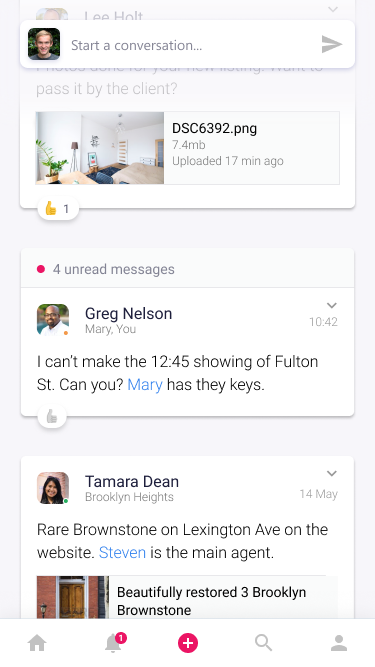 Lee Holt
Start a conversation...
Photos done for your new listing. Want to
pass it by the client?
DSC6392.png
7.4mb
Uploaded 17 min ago
1
4 unread messages
Greg Nelson
Mary, You
10:42
I can't make the 12:45 showing of Fulton
St. Can you? Mary has they keys.
Tamara Dean
Brooklyn Heights
14 May
Rare Brownstone on Lexington Ave on the
website. Steven is the main agent.
Beautifully restored 3 Brooklyn
Brownstone
1